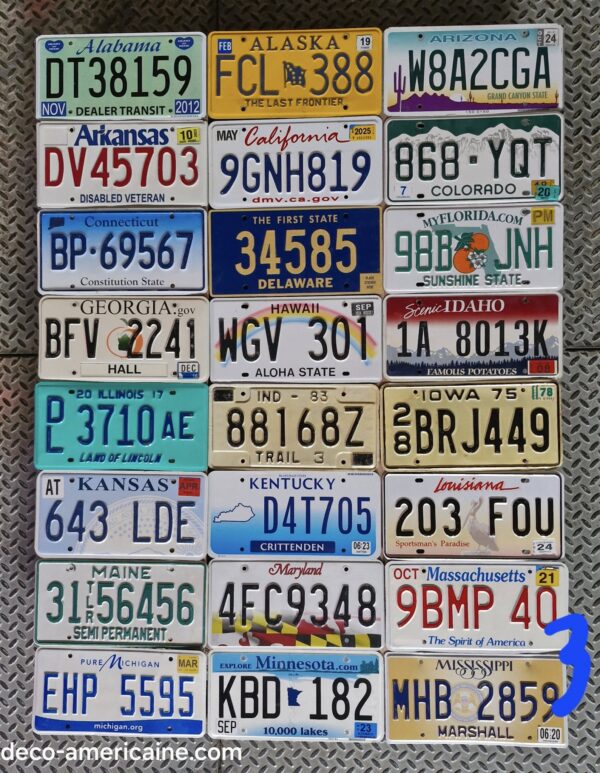 Alabama
DT38159
NOV DEALER TRANSIT 2012
FEB ALASKA 19
FCL 388
THE LAST FRONTIER
ARIZONA 24
W8A2CGA
GRAND CANYON STATE
Arkansas 10
DV45703
DISABLED VETERAN
MAY California 2025
9GNH819
dmv.ca.gov
868·YQT
7 COLORADO 20
Connecticut
BP·69567
Constitution State
THE FIRST STATE
34585
DELAWARE
MYFLORIDA.COM PM
98B JNH
SUNSHINE STATE
GEORGIA.gov
BFV 2241
HALL DEC
HAWAII SEP
WGV 301
ALOHA STATE
Scenic IDAHO
1A 8013K
FAMOUS POTATOES 08
20 ILLINOIS 17
DL 3710 AE
LAND OF LINCOLN
IND - 83
88168Z
TRAIL 3
IOWA 75 78
28 BRJ449
AT KANSAS APR
643 LDE
KENTUCKY
D4T705
CRITTENDEN 06:23
Louisiana
203 FOU
Sportsman's Paradise 24
MAINE
31 TLR 56456
SEMI PERMANENT
Maryland
4FC9348
OCT Massachusetts 21
9BMP 40
The Spirit of America
3
PURE MICHIGAN MAR
EHP 5595
michigan.org
EXPLORE Minnesota.com
KBD 182
SEP 10,000 lakes 23
MISSISSIPPI
MHB 2859
MARSHALL 06:20
deco-americaine.com